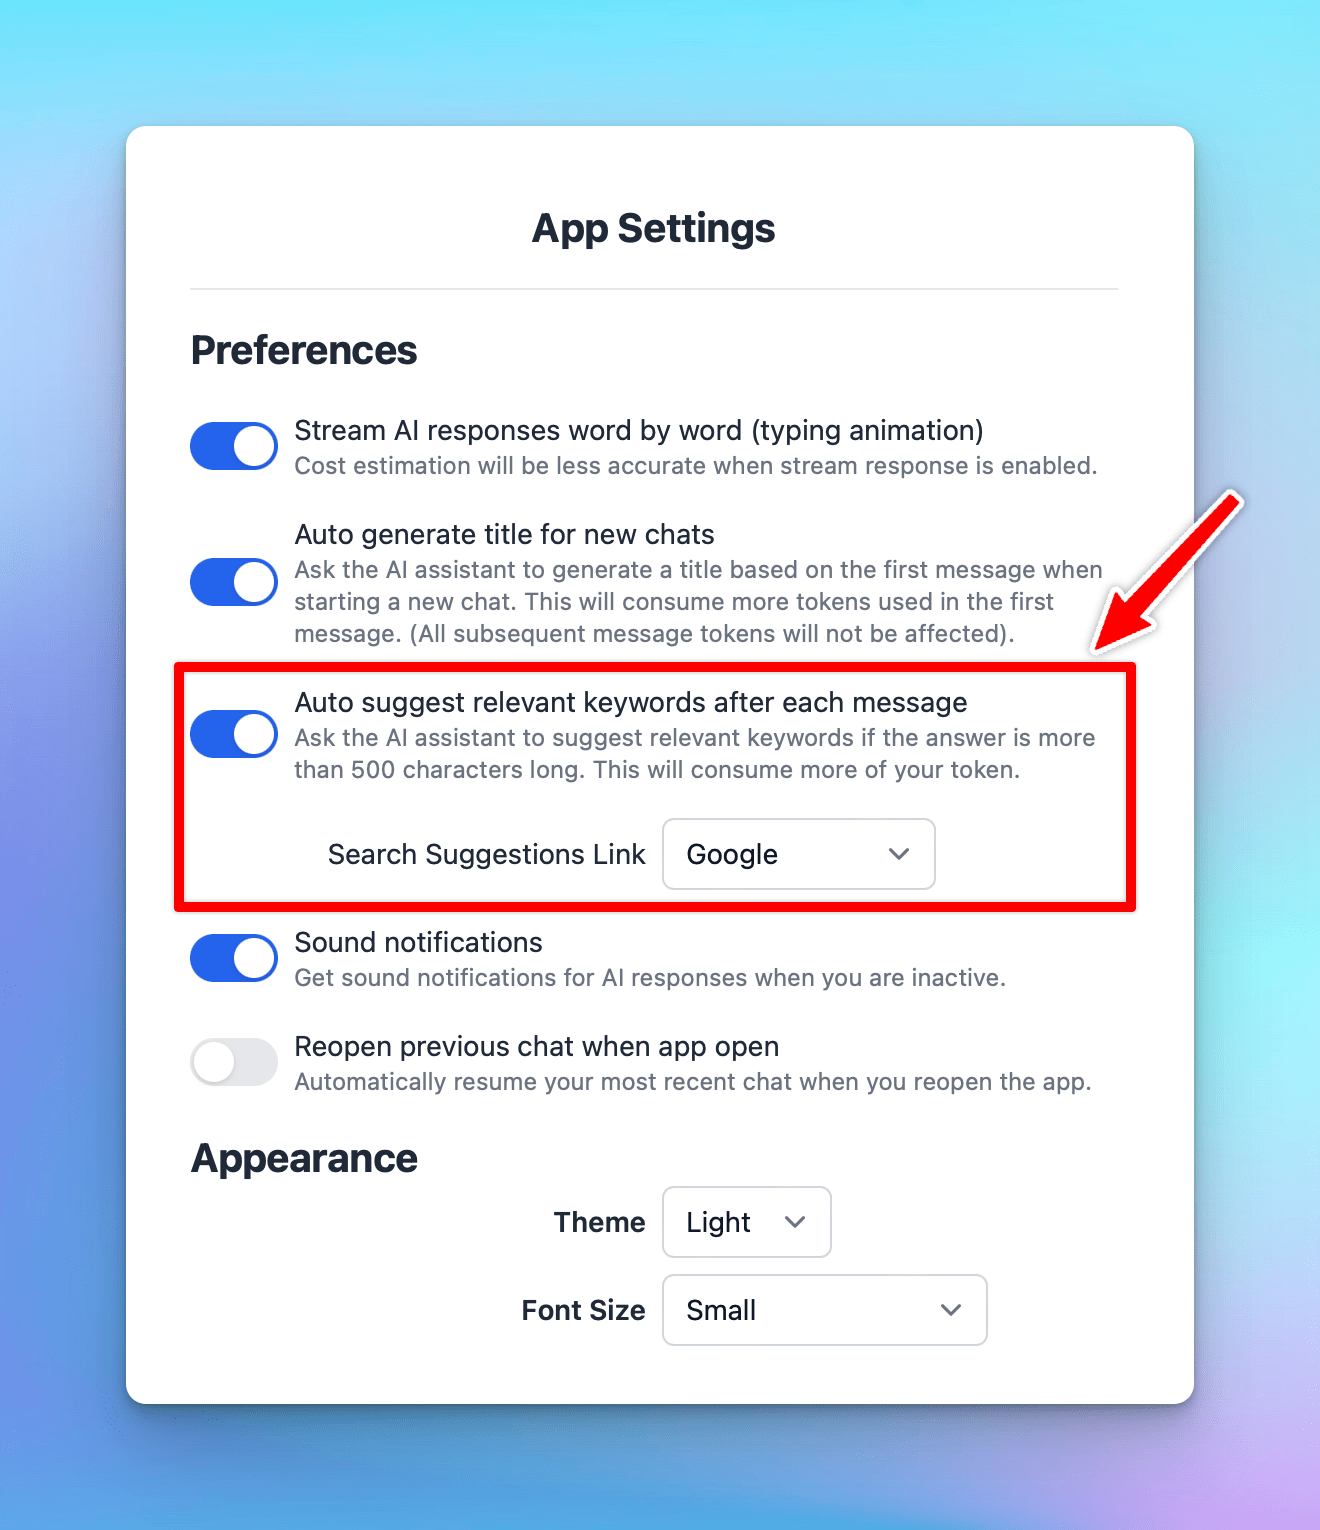 App Settings
Preferences
Stream AI responses word by word (typing animation)
Cost estimation will be less accurate when stream response is enabled.
Auto generate title for new chats
Ask the AI assistant to generate a title based on the first message when
starting a new chat. This will consume more tokens used in the first
message. (All subsequent message tokens will not be affected).
Auto suggest relevant keywords after each message
Ask the AI assistant to suggest relevant keywords if the answer is more
than 500 characters long. This will consume more of your token.
Search Suggestions Link Google
Sound notifications
Get sound notifications for AI responses when you are inactive.
Reopen previous chat when app open
Automatically resume your most recent chat when you reopen the app.
Appearance
Theme Light
Font Size Small